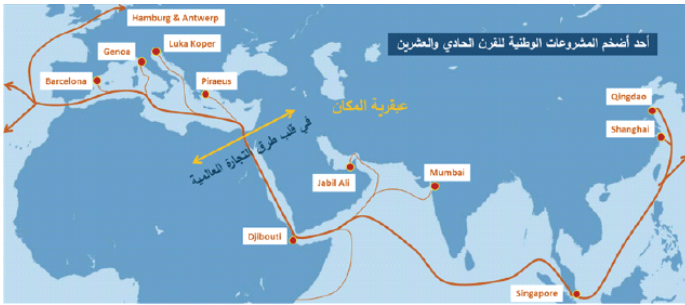 Hamburg & Antwerp
Luka Koper
Genoa
أحد أضخم المشروعات الوطنية للقرن الحادي والعشرين
Barcelona
Piraeus
عبقرية المكان
في قلب طرق التجارة العالمية
Qingdao
Shanghai
Jabil Ali
Mumbai
Djibouti
Singapore